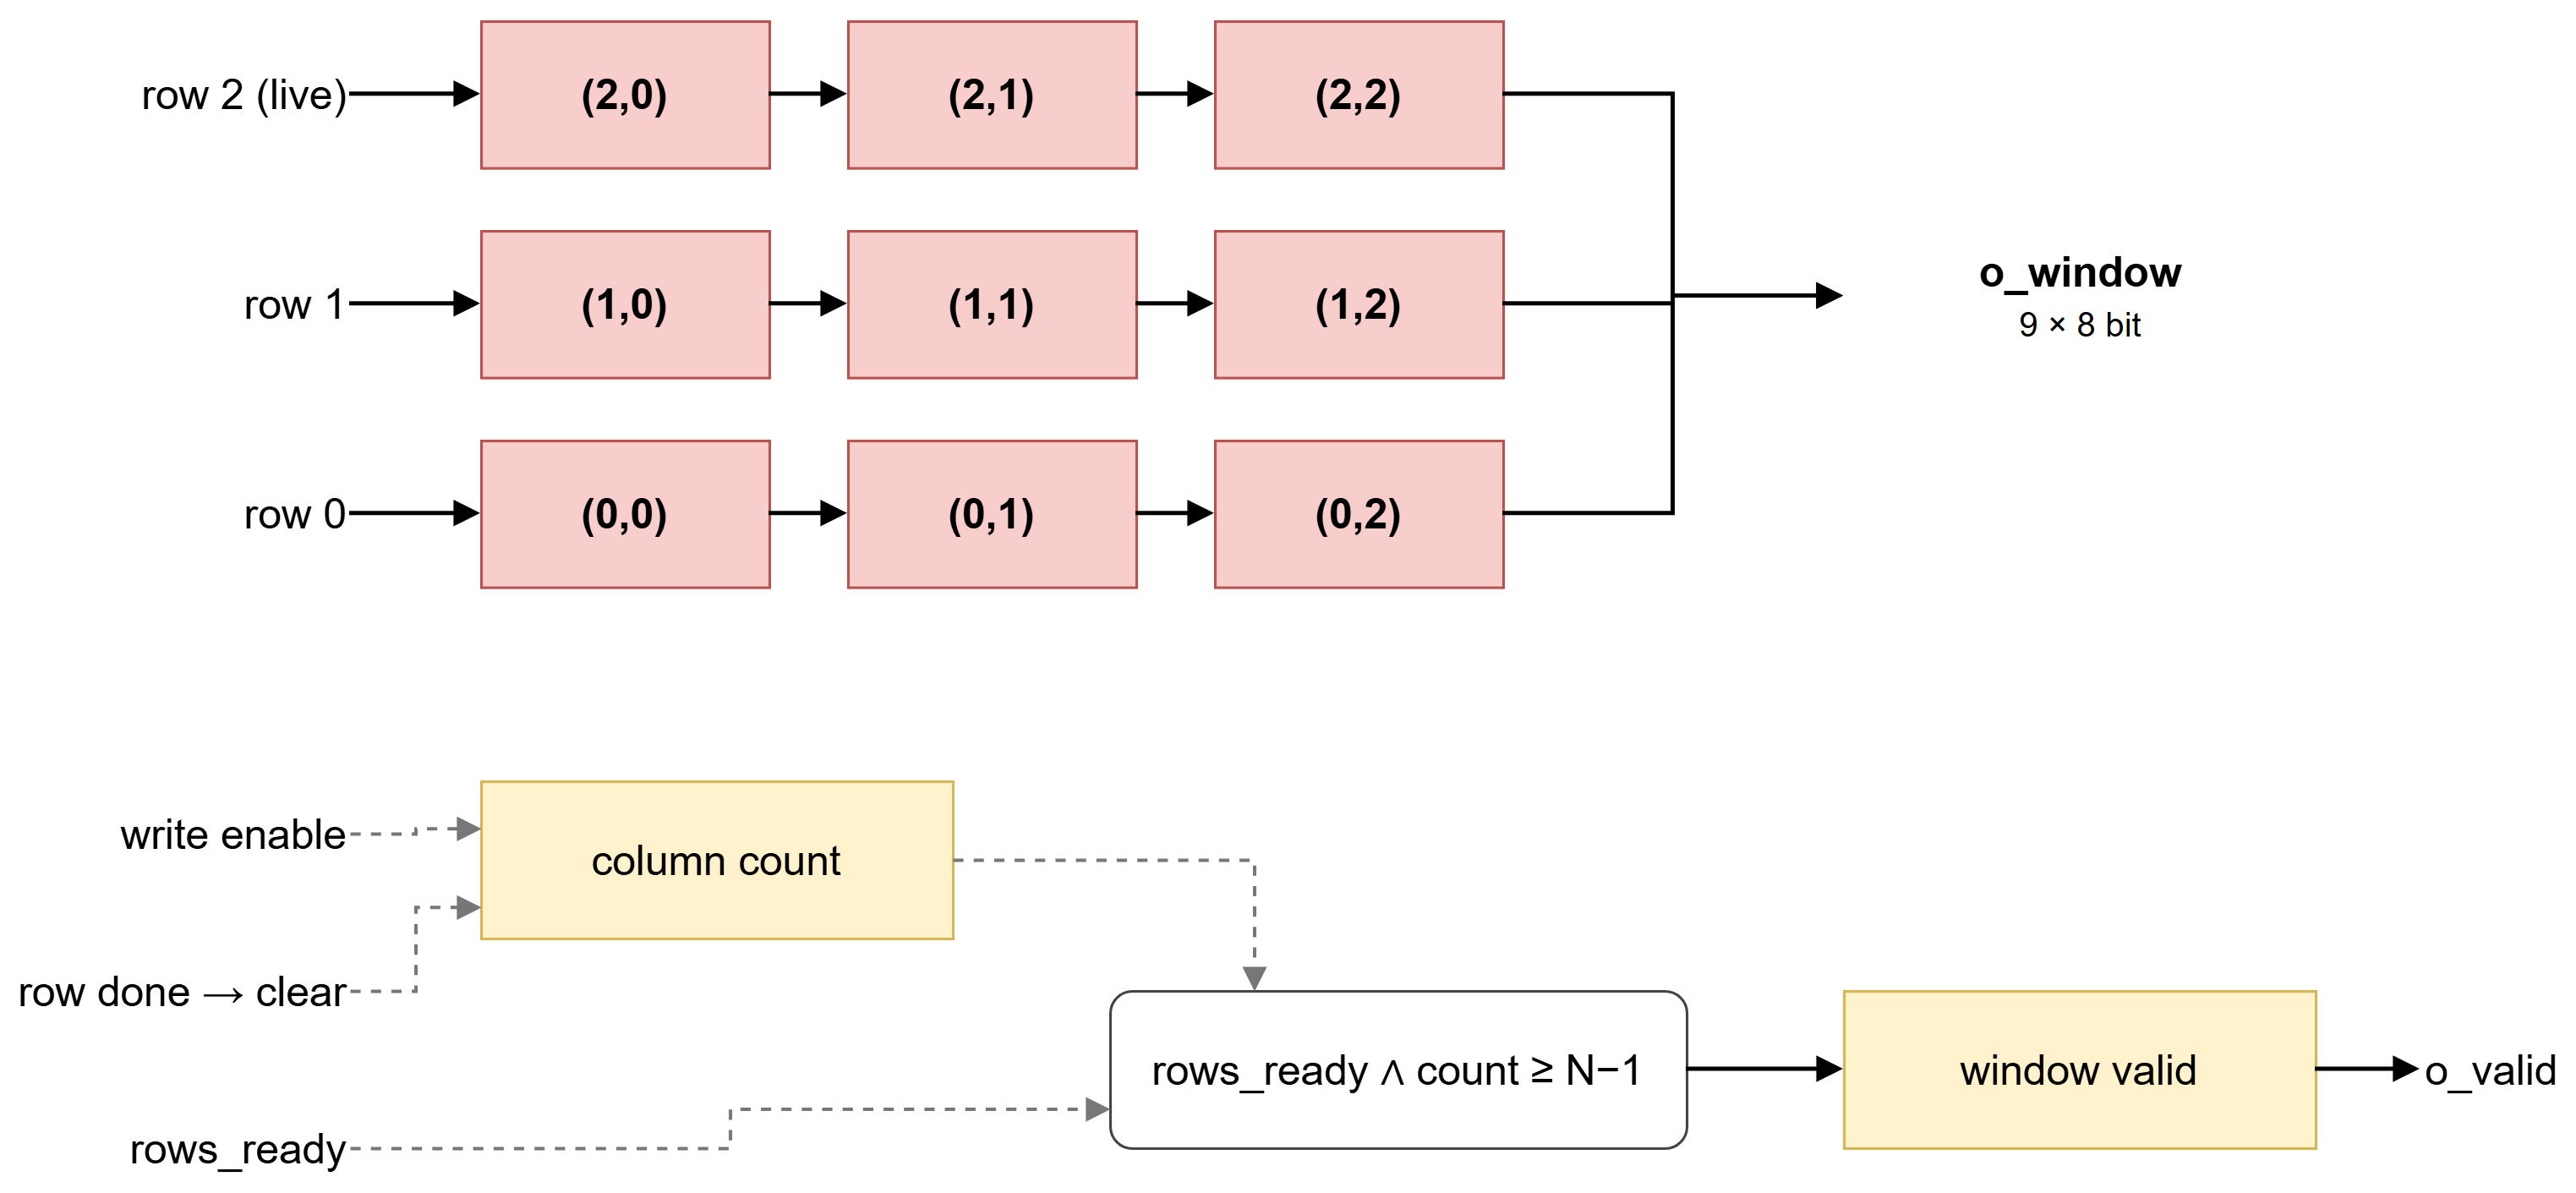 row 2 (live)
(2,0)
(2,1)
(2,2)
row 1
(1,0)
(1,1)
(1,2)
o_window
9 × 8 bit
row 0
(0,0)
(0,1)
(0,2)
write enable
column count
row done → clear
rows_ready
rows_ready ∧ count ≥ N−1
window valid
o_valid